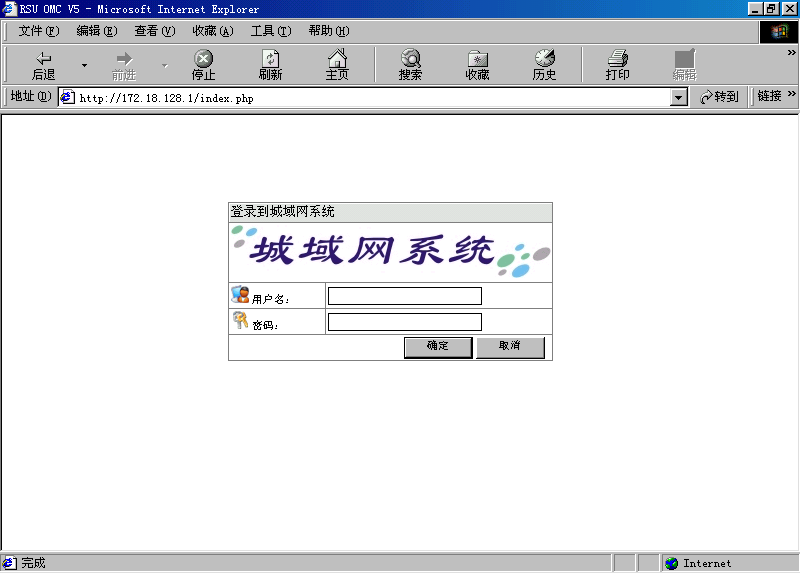 RSU OMC V5 - Microsoft Internet Explorer
文件(F) 编辑(E) 查看(V) 收藏(A) 工具(T) 帮助(H)
后退 前进 停止 刷新 主页 搜索 收藏 历史 打印 编辑 »
地址(D) http://172.18.128.1/index.php 转到 链接 »
登录到城域网系统
城域网系统
用户名：
密码：
确定 取消
完成 Internet